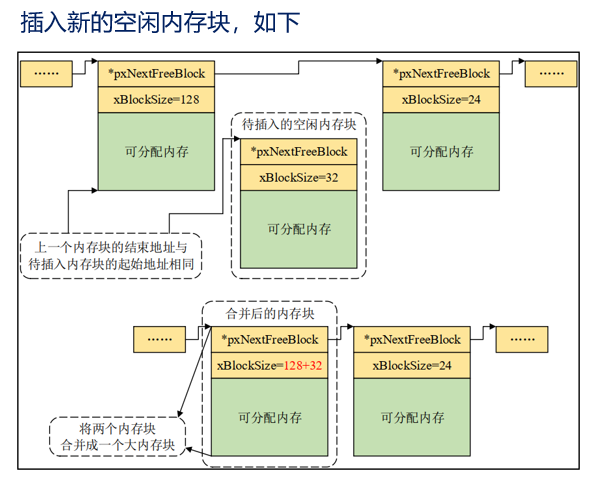 插入新的空闲内存块，如下
……
*pxNextFreeBlock
xBlockSize=128
可分配内存
*pxNextFreeBlock
xBlockSize=24
可分配内存
……
待插入的空闲内存块
*pxNextFreeBlock
xBlockSize=32
可分配内存
上一个内存块的结束地址与
待插入内存块的起始地址相同
……
合并后的内存块
*pxNextFreeBlock
xBlockSize=128+32
可分配内存
*pxNextFreeBlock
xBlockSize=24
可分配内存
……
将两个内存块
合并成一个大内存块